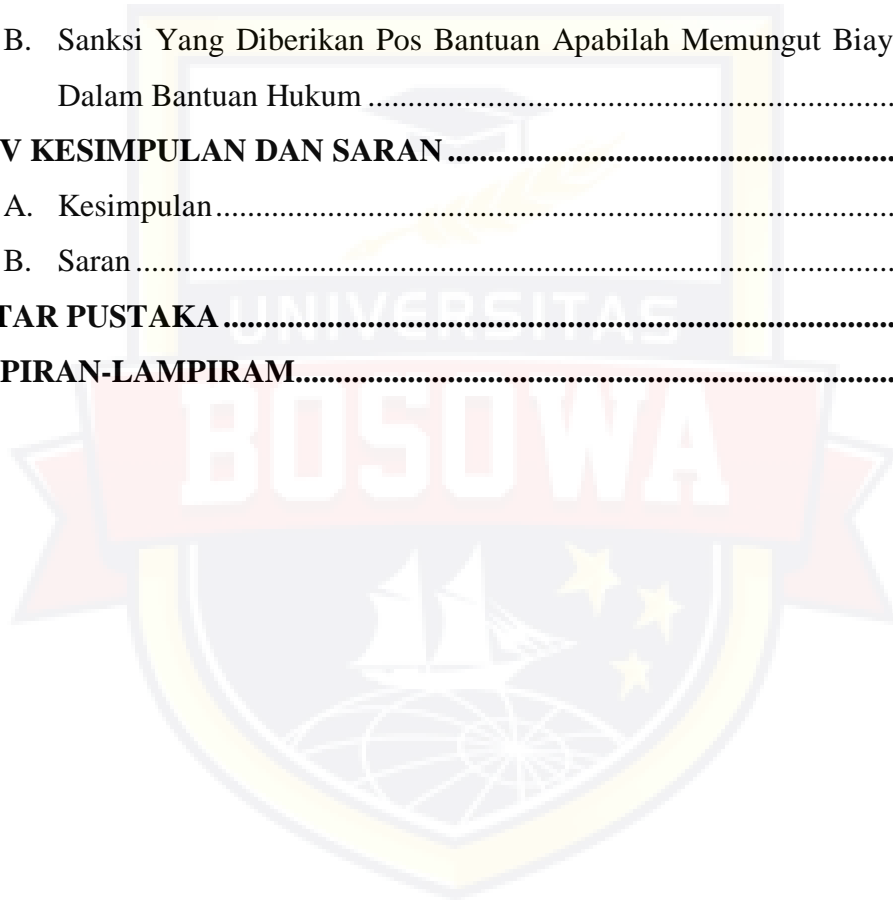 B. Sanksi Yang Diberikan Pos Bantuan Apabilah Memungut Biay
Dalam Bantuan Hukum ....................................................................
V KESIMPULAN DAN SARAN ........................................................
A. Kesimpulan.......................................................................................
B. Saran .................................................................................................
TAR PUSTAKA ....................................................................................
PIRAN-LAMPIRAM...........................................................................
UNIVERSITAS
BOSOWA